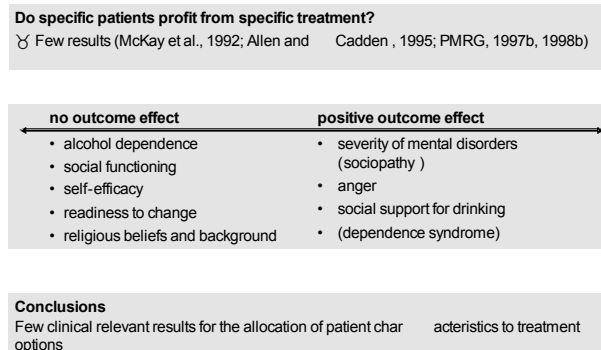 Do specific patients profit from specific treatment?
♉ Few results (McKay et al., 1992; Allen and Cadden , 1995; PMRG, 1997b, 1998b)
no outcome effect
• alcohol dependence
• social functioning
• self-efficacy
• readiness to change
• religious beliefs and background
positive outcome effect
• severity of mental disorders
(sociopathy )
• anger
• social support for drinking
• (dependence syndrome)
Conclusions
Few clinical relevant results for the allocation of patient char acteristics to treatment
options